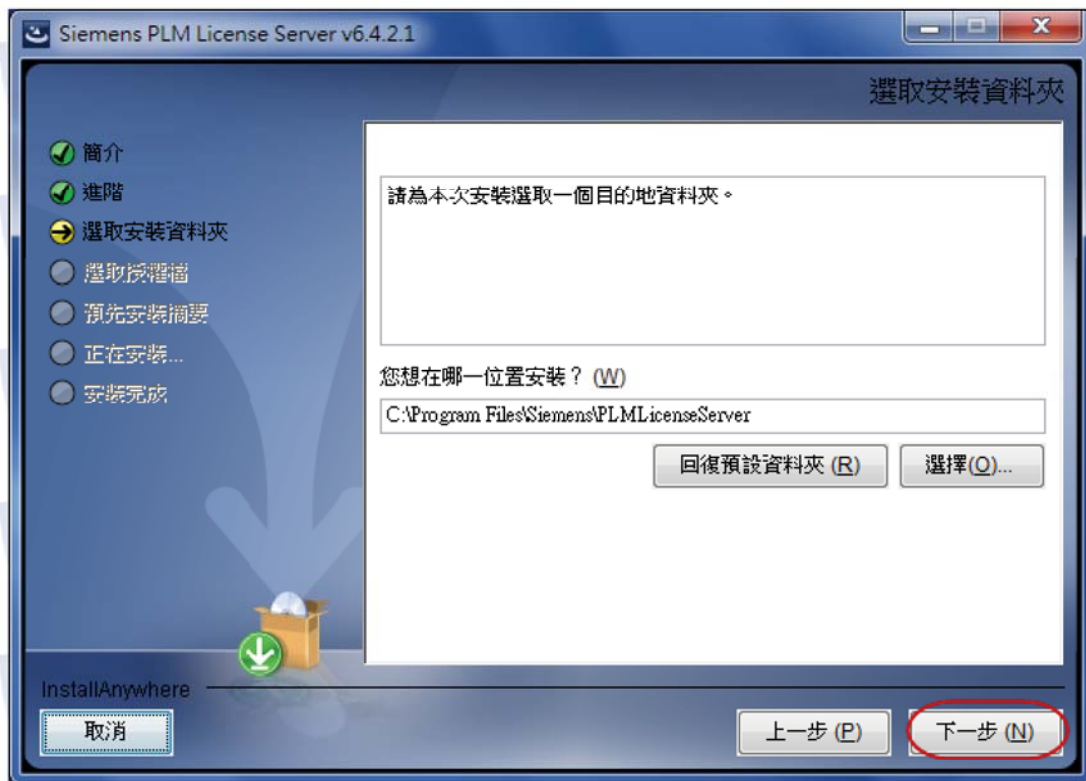 Siemens PLM License Server v6.4.2.1
選取安裝資料夾
簡介
進階
選取安裝資料夾
選取授權檔
預先安裝摘要
正在安裝...
安裝完成
請為本次安裝選取一個目的地資料夾。
您想在哪一位置安裝？ (W)
C:\Program Files\Siemens\PLMLicenseServer
回復預設資料夾 (R)
選擇(O)...
InstallAnywhere
取消
上一步 (P)
下一步 (N)